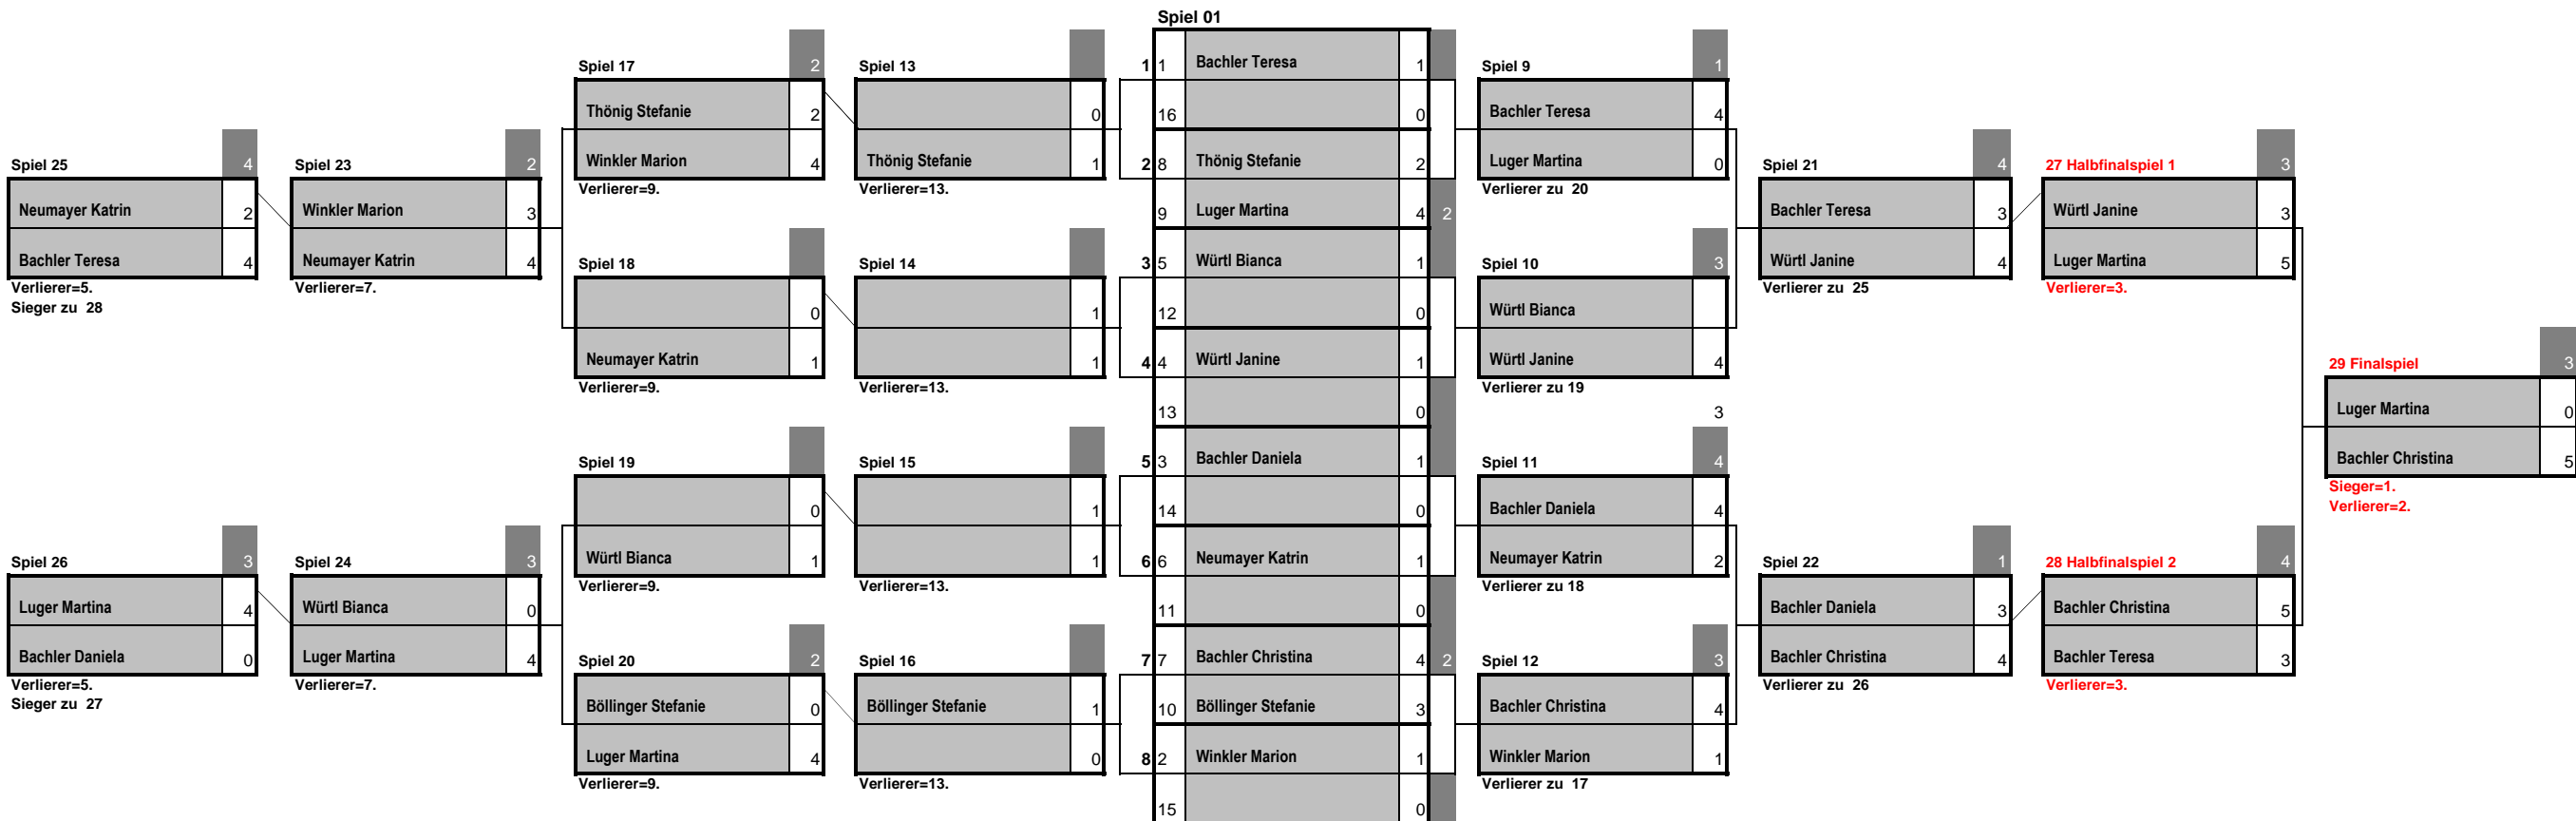 Spiel 01
1 1 Bachler Teresa 1
16 0
2 8 Thönig Stefanie 2
9 Luger Martina 4 2
3 5 Würtl Bianca 1
12 0
4 4 Würtl Janine 1
13 0
5 3 Bachler Daniela 1
14 0
6 6 Neumayer Katrin 1
11 0
7 7 Bachler Christina 4 2
10 Böllinger Stefanie 3
8 2 Winkler Marion 1
15 0
Spiel 25 4
Neumayer Katrin 2
Bachler Teresa 4
Verlierer=5.
Sieger zu 28
Spiel 26 3
Luger Martina 4
Bachler Daniela 0
Verlierer=5.
Sieger zu 27
Spiel 23 2
Winkler Marion 3
Neumayer Katrin 4
Verlierer=7.
Spiel 24 3
Würtl Bianca 0
Luger Martina 4
Verlierer=7.
Spiel 17 2
Thönig Stefanie 2
Winkler Marion 4
Verlierer=9.
Spiel 18
0
Neumayer Katrin 1
Verlierer=9.
Spiel 19
0
Würtl Bianca 1
Verlierer=9.
Spiel 20 2
Böllinger Stefanie 0
Luger Martina 4
Verlierer=9.
Spiel 13
0
Thönig Stefanie 1
Verlierer=13.
Spiel 14
1
1
Verlierer=13.
Spiel 15
1
1
Verlierer=13.
Spiel 16
Böllinger Stefanie 1
0
Verlierer=13.
Spiel 9 1
Bachler Teresa 4
Luger Martina 0
Verlierer zu 20
Spiel 10 3
Würtl Bianca
Würtl Janine 4
Verlierer zu 19
3
Spiel 11 4
Bachler Daniela 4
Neumayer Katrin 2
Verlierer zu 18
Spiel 12 3
Bachler Christina 4
Winkler Marion 1
Verlierer zu 17
Spiel 21 4
Bachler Teresa 3
Würtl Janine 4
Verlierer zu 25
Spiel 22 1
Bachler Daniela 3
Bachler Christina 4
Verlierer zu 26
27 Halbfinalspiel 1 3
Würtl Janine 3
Luger Martina 5
Verlierer=3.
28 Halbfinalspiel 2 4
Bachler Christina 5
Bachler Teresa 3
Verlierer=3.
29 Finalspiel 3
Luger Martina 0
Bachler Christina 5
Sieger=1.
Verlierer=2.